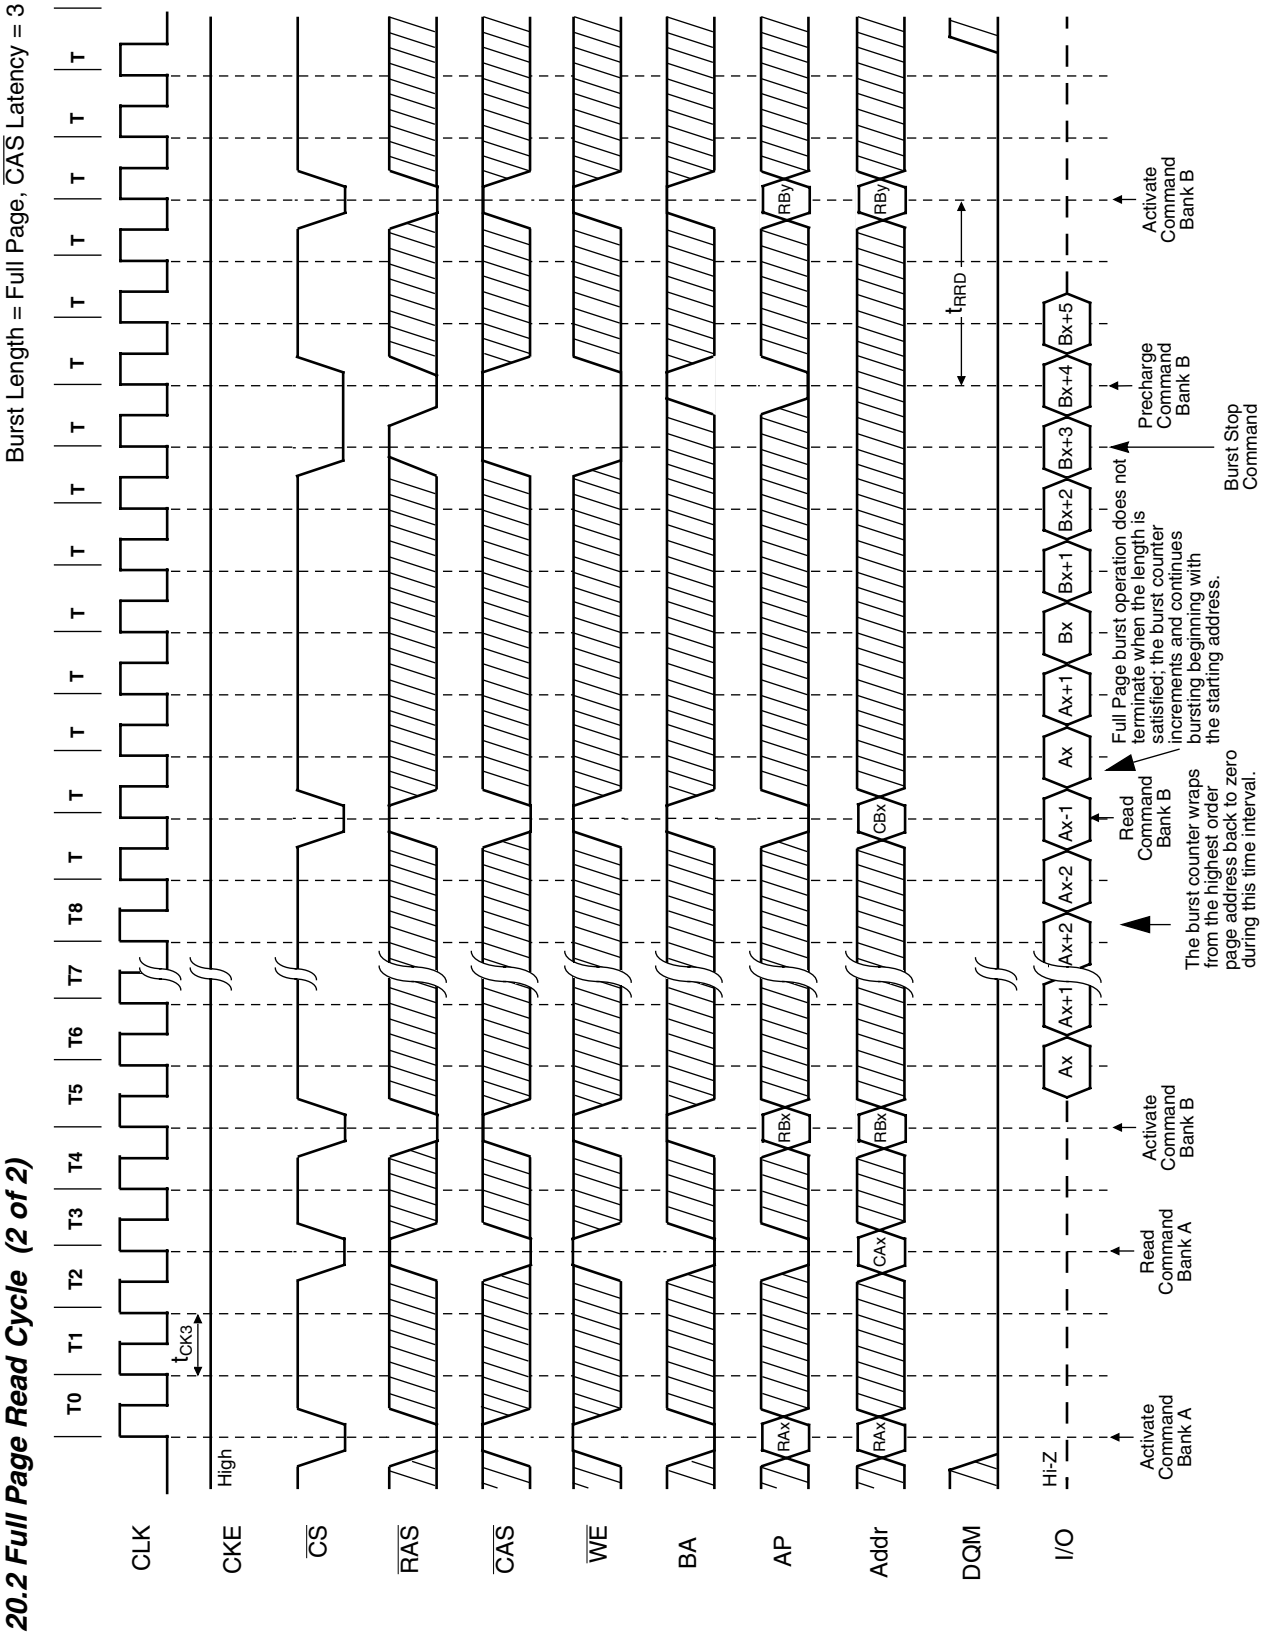 20.2 Full Page Read Cycle (2 of 2)
Burst Length = Full Page, CAS Latency = 3
T0 T1 T2 T3 T4 T5 T6 T7 T8 T T T T T T T T T T T T T T
CLK
tCK3
CKE
High
CS
RAS
CAS
WE
BA
AP
RAx RBx RBy
Addr
RAx CAx RBx CBx RBy
DQM
tRRD
I/O
Hi-Z
Ax Ax+1 Ax+2 Ax-2 Ax-1 Ax Ax+1 Bx Bx+1 Bx+2 Bx+3 Bx+4 Bx+5
Activate
Command
Bank A
Read
Command
Bank A
Activate
Command
Bank B
The burst counter wraps
from the highest order
page address back to zero
during this time interval.
Read
Command
Bank B
Full Page burst operation does not
terminate when the length is
satisfied; the burst counter
increments and continues
bursting beginning with
the starting address.
Burst Stop
Command
Precharge
Command
Bank B
Activate
Command
Bank B